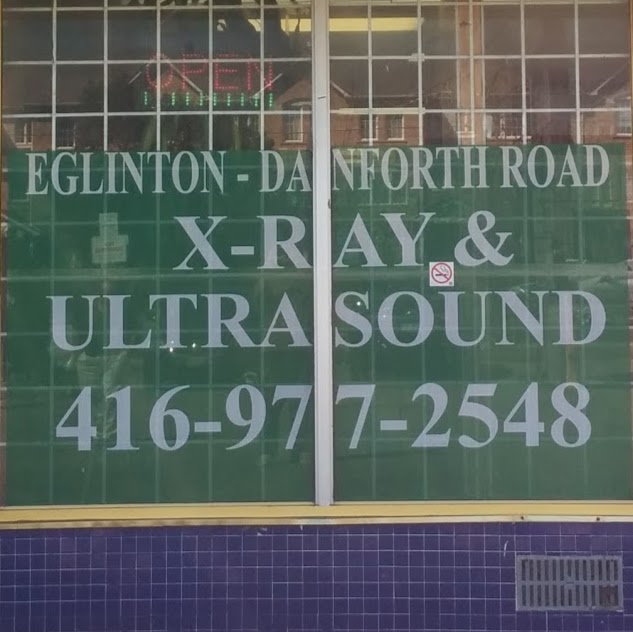 OPEN
EGLINTON - DANFORTH ROAD
X-RAY &
ULTRASOUND
416-977-2548